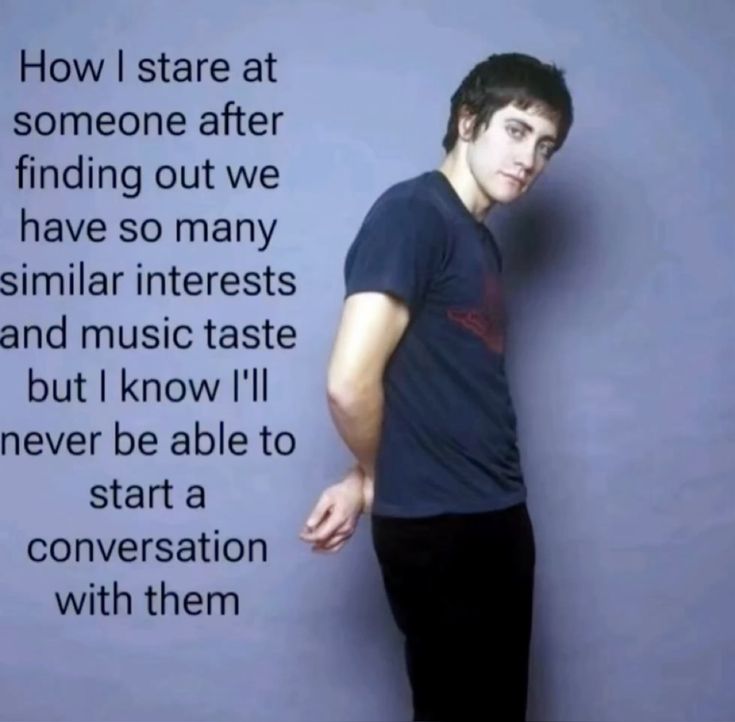 How I stare at
someone after
finding out we
have so many
similar interests
and music taste
but I know I'll
never be able to
start a
conversation
with them